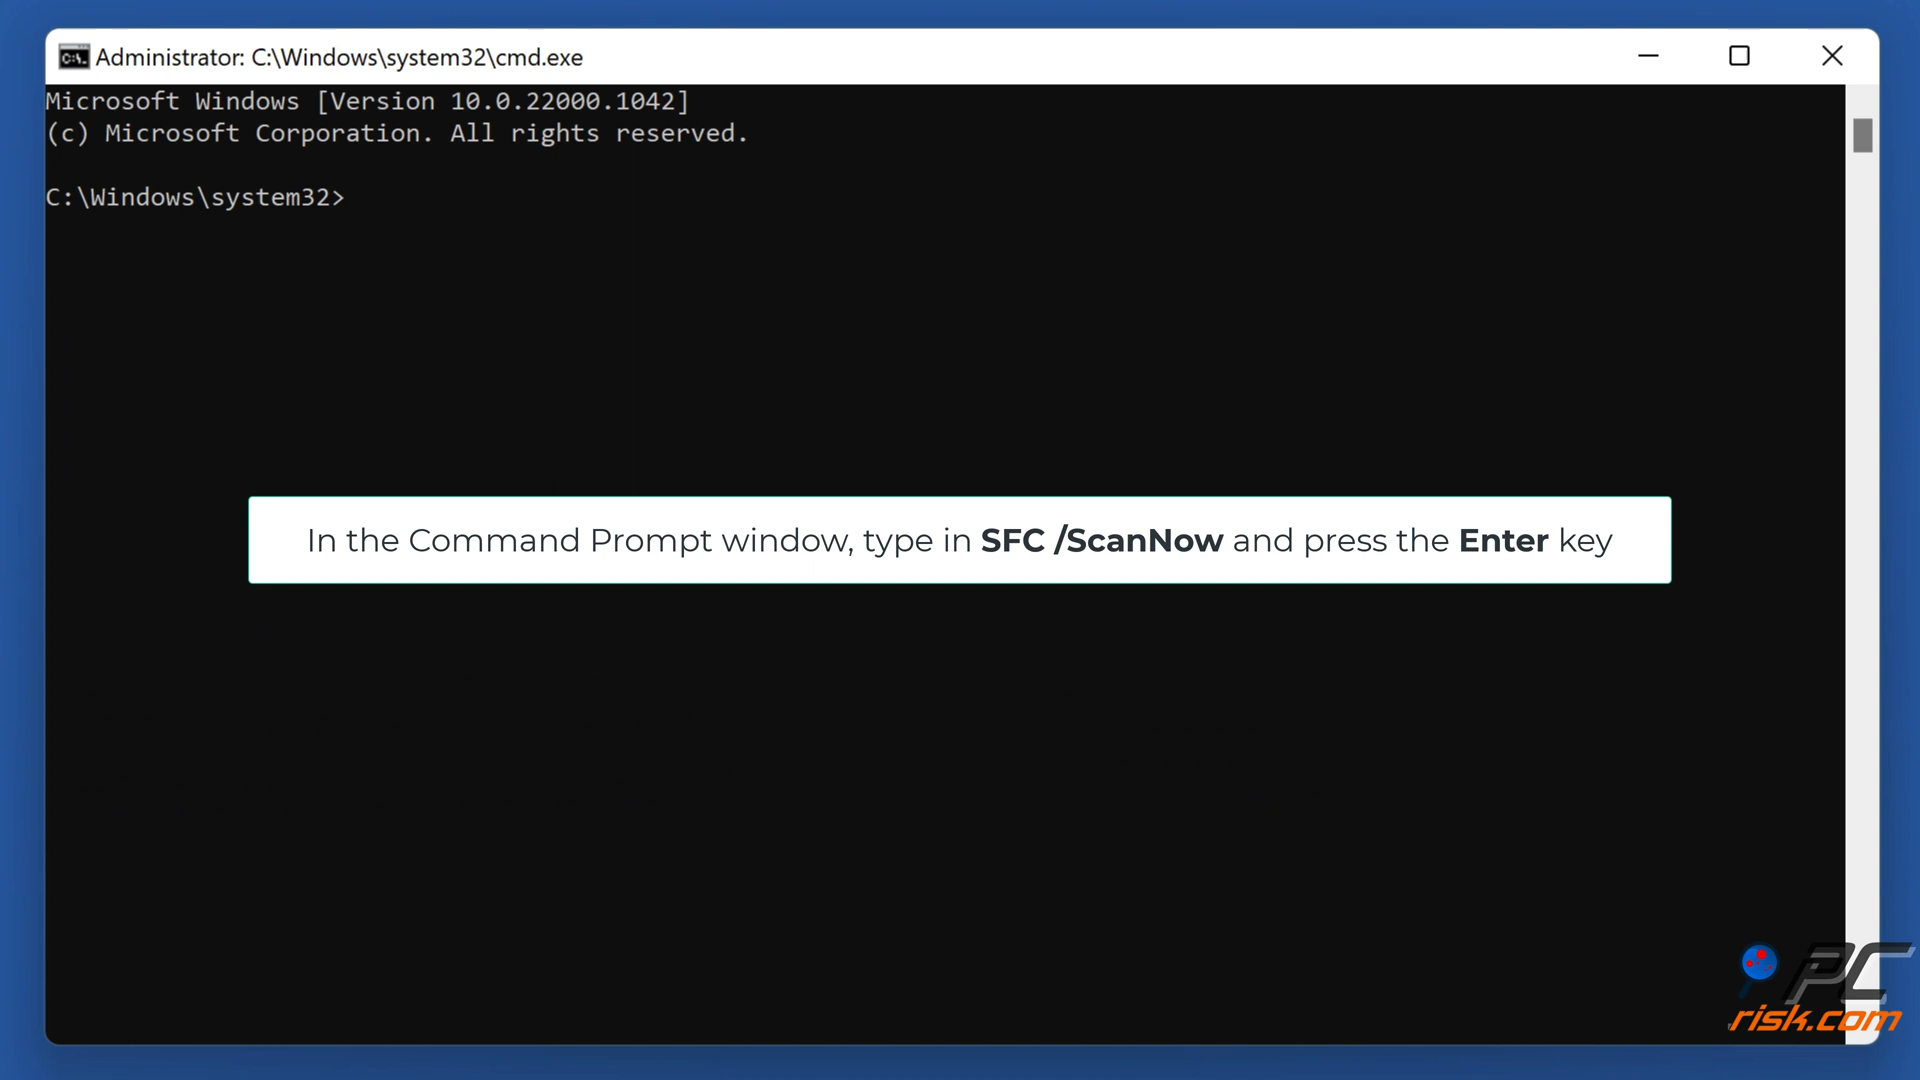 Administrator: C:\Windows\system32\cmd.exe
Microsoft Windows [Version 10.0.22000.1042]
(c) Microsoft Corporation. All rights reserved.
C:\Windows\system32>
In the Command Prompt window, type in SFC /ScanNow and press the Enter key
PC
risk.com